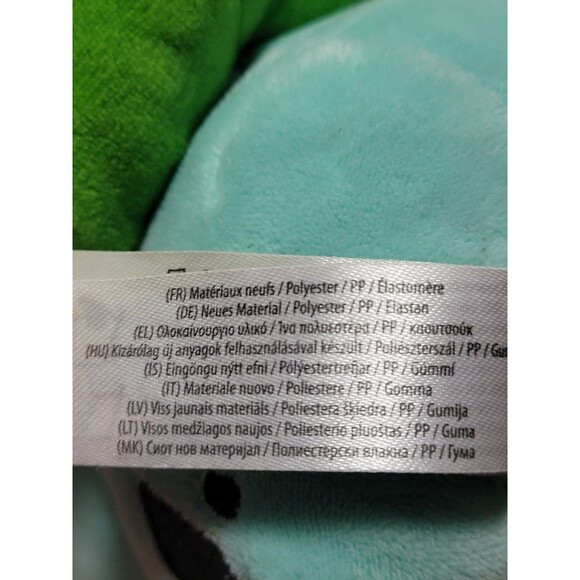 (FR) Matériaux neufs / Polyester / PP / Élastomère
(DE) Neues Material / Polyester / PP / Elastan
(EL) Ολοκαίνουργιο υλικό / Ίνα πολυεστέρα / PP / καουτσούκ
(HU) Kizárólag új anyagok felhasználásával készült / Poliészterszál / PP / Gu
(IS) Eingöngu nýtt efni / Pólýestertrefjar / PP / Gúmmí
(IT) Materiale nuovo / Poliestere / PP / Gomma
(LV) Viss jaunais materiāls / Poliestera šķiedra / PP / Gumija
(LT) Visos medžiagos naujos / Poliesterio pluoštas / PP / Guma
(MK) Сиот нов материјал / Полиестерски влакна / PP / Гума